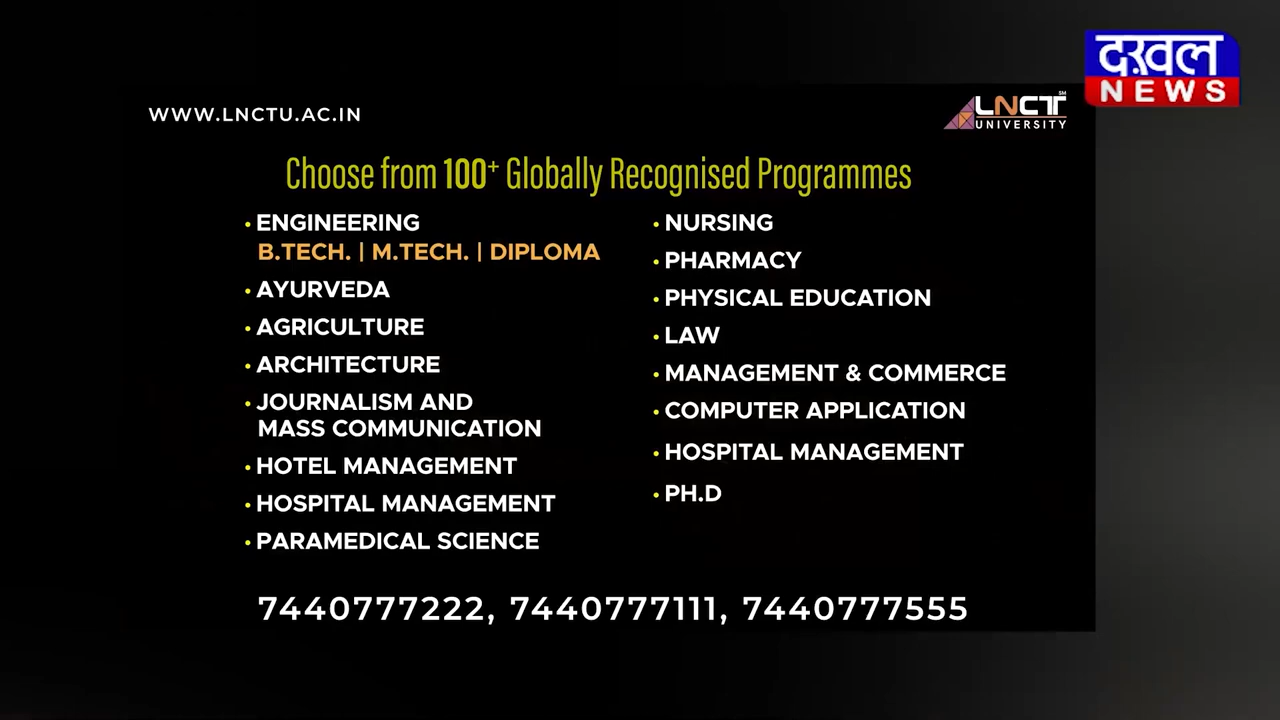 दख़ल
NEWS
WWW.LNCTU.AC.IN
LNCT SM
UNIVERSITY
Choose from 100+ Globally Recognised Programmes
• ENGINEERING
B.TECH. | M.TECH. | DIPLOMA
• AYURVEDA
• AGRICULTURE
• ARCHITECTURE
• JOURNALISM AND
MASS COMMUNICATION
• HOTEL MANAGEMENT
• HOSPITAL MANAGEMENT
• PARAMEDICAL SCIENCE
• NURSING
• PHARMACY
• PHYSICAL EDUCATION
• LAW
• MANAGEMENT & COMMERCE
• COMPUTER APPLICATION
• HOSPITAL MANAGEMENT
• PH.D
7440777222, 7440777111, 7440777555